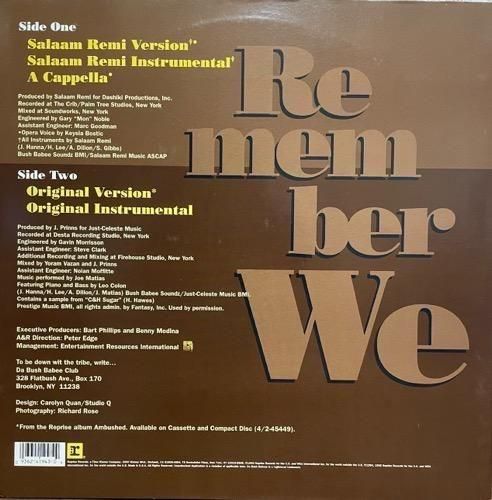 Side One
Salaam Remi Version†*
Salaam Remi Instrumental†
A Cappella*
Produced by Salaam Remi for Dashiki Productions, Inc.
Recorded at The Crib/Palm Tree Studios, New York
Mixed at Soundworks, New York
Engineered by Gary "Mon" Noble
Assistant Engineer: Marc Goodman
•Opera Voice by Keysia Bostic
†All Instruments by Salaam Remi
(J. Hanna/H. Lee/A. Dillon/S. Gibbs)
Bush Babee Soundz BMI/Salaam Remi Music ASCAP
Side Two
Original Version*
Original Instrumental
Produced by J. Prinns for Just-Celeste Music
Recorded at Desta Recording Studio, New York
Engineered by Gavin Morrisson
Assistant Engineer: Steve Clark
Additional Recording and Mixing at Firehouse Studio, New York
Mixed by Yoram Vazan and J. Prinns
Assistant Engineer: Nolan Moffitte
Music performed by Joe Matias
Featuring Piano and Bass by Leo Colon
(J. Hanna/H. Lee/A. Dillon/J. Matias) Bush Babee Soundz/Just-Celeste Music BMI.
Contains a sample from "C&H Sugar" (H. Hawes)
Prestige Music BMI, all rights admin. by Fantasy, Inc. Used by permission.
Executive Producers: Bart Phillips and Benny Medina
A&R Direction: Peter Edge
Management: Entertainment Resources International
To be down wit the tribe, write...
Da Bush Babee Club
328 Flatbush Ave., Box 170
Brooklyn, NY 11238
Design: Carolyn Quan/Studio Q
Photography: Richard Rose
*From the Reprise album Ambushed. Available on Cassette and Compact Disc (4/2-45449).
Re
mem
ber
We